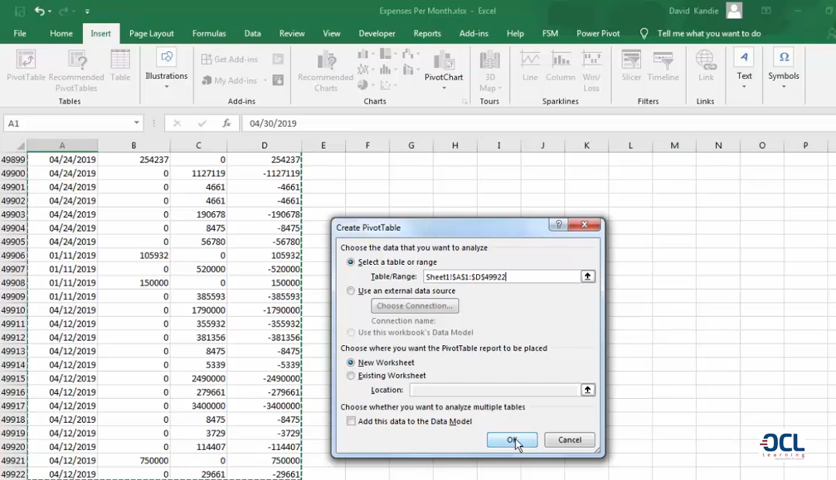 Expenses Per Month.xlsx - Excel
David Kandie
File Home Insert Page Layout Formulas Data Review View Developer Reports Add-ins Help FSM Power Pivot Tell me what you want to do
PivotTable
Recommended PivotTables
Table
Illustrations
Get Add-ins
My Add-ins
Recommended Charts
PivotChart
3D Map
Line
Column
Win/ Loss
Slicer
Timeline
Link
Text
Symbols
Tables Add-ins Charts Tours Sparklines Filters Links
A1 fx 04/30/2019
A B C D E F G H I J K L M N O P
49899 04/24/2019 254237 0 254237
49900 04/24/2019 0 1127119 -1127119
49901 04/24/2019 0 4661 -4661
49902 04/24/2019 0 190678 -190678
49903 04/24/2019 0 8475 -8475
49904 04/24/2019 0 56780 -56780
49905 01/11/2019 105932 0 105932
49906 01/11/2019 0 520000 -520000
49907 01/11/2019 150000 0 150000
49908 01/11/2019 0 385593 -385593
49909 04/12/2019 0 1790000 -1790000
49910 04/12/2019 0 355932 -355932
49911 04/12/2019 0 381356 -381356
49912 04/12/2019 0 8475 -8475
49913 04/12/2019 0 5339 -5339
49914 04/12/2019 0 2490000 -2490000
49915 04/12/2019 0 279661 -279661
49916 04/12/2019 0 3400000 -3400000
49917 04/12/2019 0 8475 -8475
49918 04/12/2019 0 3729 -3729
49919 04/12/2019 0 114407 -114407
49920 04/12/2019 750000 0 750000
49921 04/12/2019 0 29661 -29661
49922
Create PivotTable
Choose the data that you want to analyze
Select a table or range
Table/Range: Sheet1!$A$1:$D$49922
Use an external data source
Choose Connection...
Connection name:
Use this workbook's Data Model
Choose where you want the PivotTable report to be placed
New Worksheet
Existing Worksheet
Location:
Choose whether you want to analyze multiple tables
Add this data to the Data Model
OK Cancel
OCL
learning